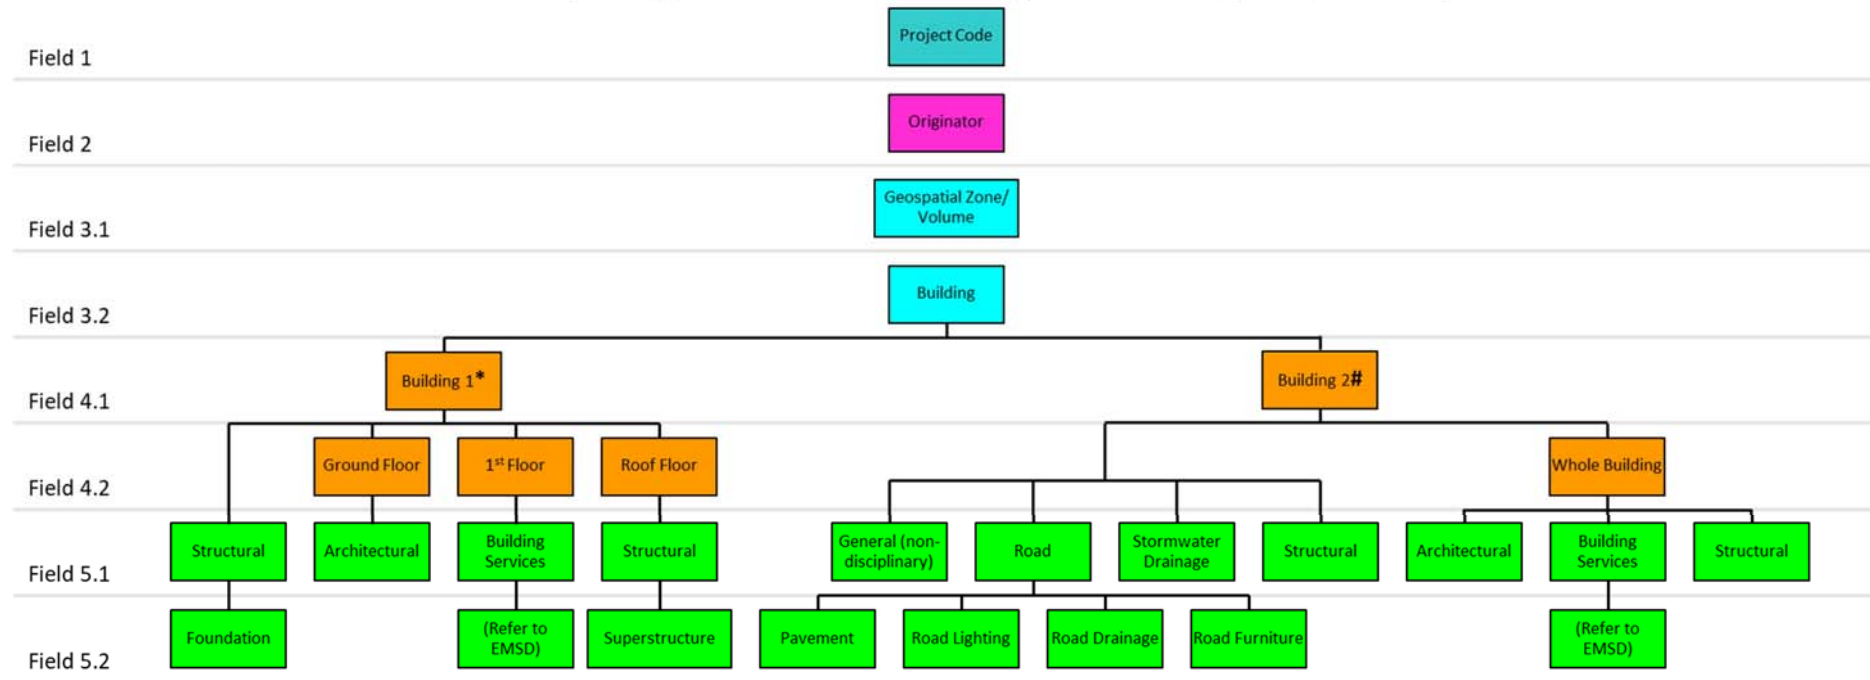 Project Code
Field 1
Originator
Field 2
Geospatial Zone/
Volume
Field 3.1
Building
Field 3.2
Building 1*
Building 2#
Field 4.1
Ground Floor
1st Floor
Roof Floor
Whole Building
Field 4.2
Structural
Architectural
Building
Services
Structural
General (non-
disciplinary)
Road
Stormwater
Drainage
Structural
Architectural
Building
Services
Structural
Field 5.1
Foundation
(Refer to
EMSD)
Superstructure
Pavement
Road Lighting
Road Drainage
Road Furniture
(Refer to
EMSD)
Field 5.2